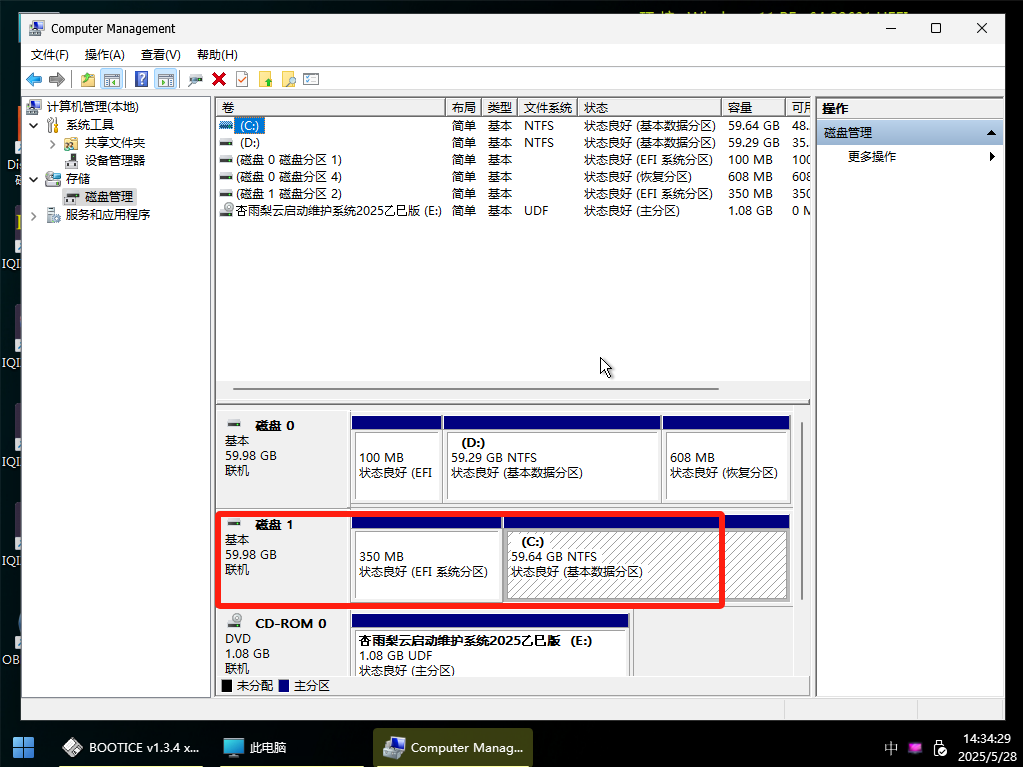 Computer Management
文件(F) 操作(A) 查看(V) 帮助(H)
计算机管理(本地)
系统工具
共享文件夹
设备管理器
存储
磁盘管理
服务和应用程序
卷 布局 类型 文件系统 状态 容量 可用
(C:) 简单 基本 NTFS 状态良好 (基本数据分区) 59.64 GB 48.
(D:) 简单 基本 NTFS 状态良好 (基本数据分区) 59.29 GB 35.
(磁盘 0 磁盘分区 1) 简单 基本 状态良好 (EFI 系统分区) 100 MB 100
(磁盘 0 磁盘分区 4) 简单 基本 状态良好 (恢复分区) 608 MB 608
(磁盘 1 磁盘分区 2) 简单 基本 状态良好 (EFI 系统分区) 350 MB 350
杏雨梨云启动维护系统2025乙巳版 (E:) 简单 基本 UDF 状态良好 (主分区) 1.08 GB 0 M
操作
磁盘管理
更多操作
磁盘 0
基本
59.98 GB
联机
100 MB
状态良好 (EFI
(D:)
59.29 GB NTFS
状态良好 (基本数据分区)
608 MB
状态良好 (恢复分区)
磁盘 1
基本
59.98 GB
联机
350 MB
状态良好 (EFI 系统分区)
(C:)
59.64 GB NTFS
状态良好 (基本数据分区)
CD-ROM 0
DVD
1.08 GB
联机
杏雨梨云启动维护系统2025乙巳版 (E:)
1.08 GB UDF
状态良好 (主分区)
未分配 主分区
IQI
IQI
IQI
IQI
OB
BOOTICE v1.3.4 x...
此电脑
Computer Manag...
中
14:34:29
2025/5/28